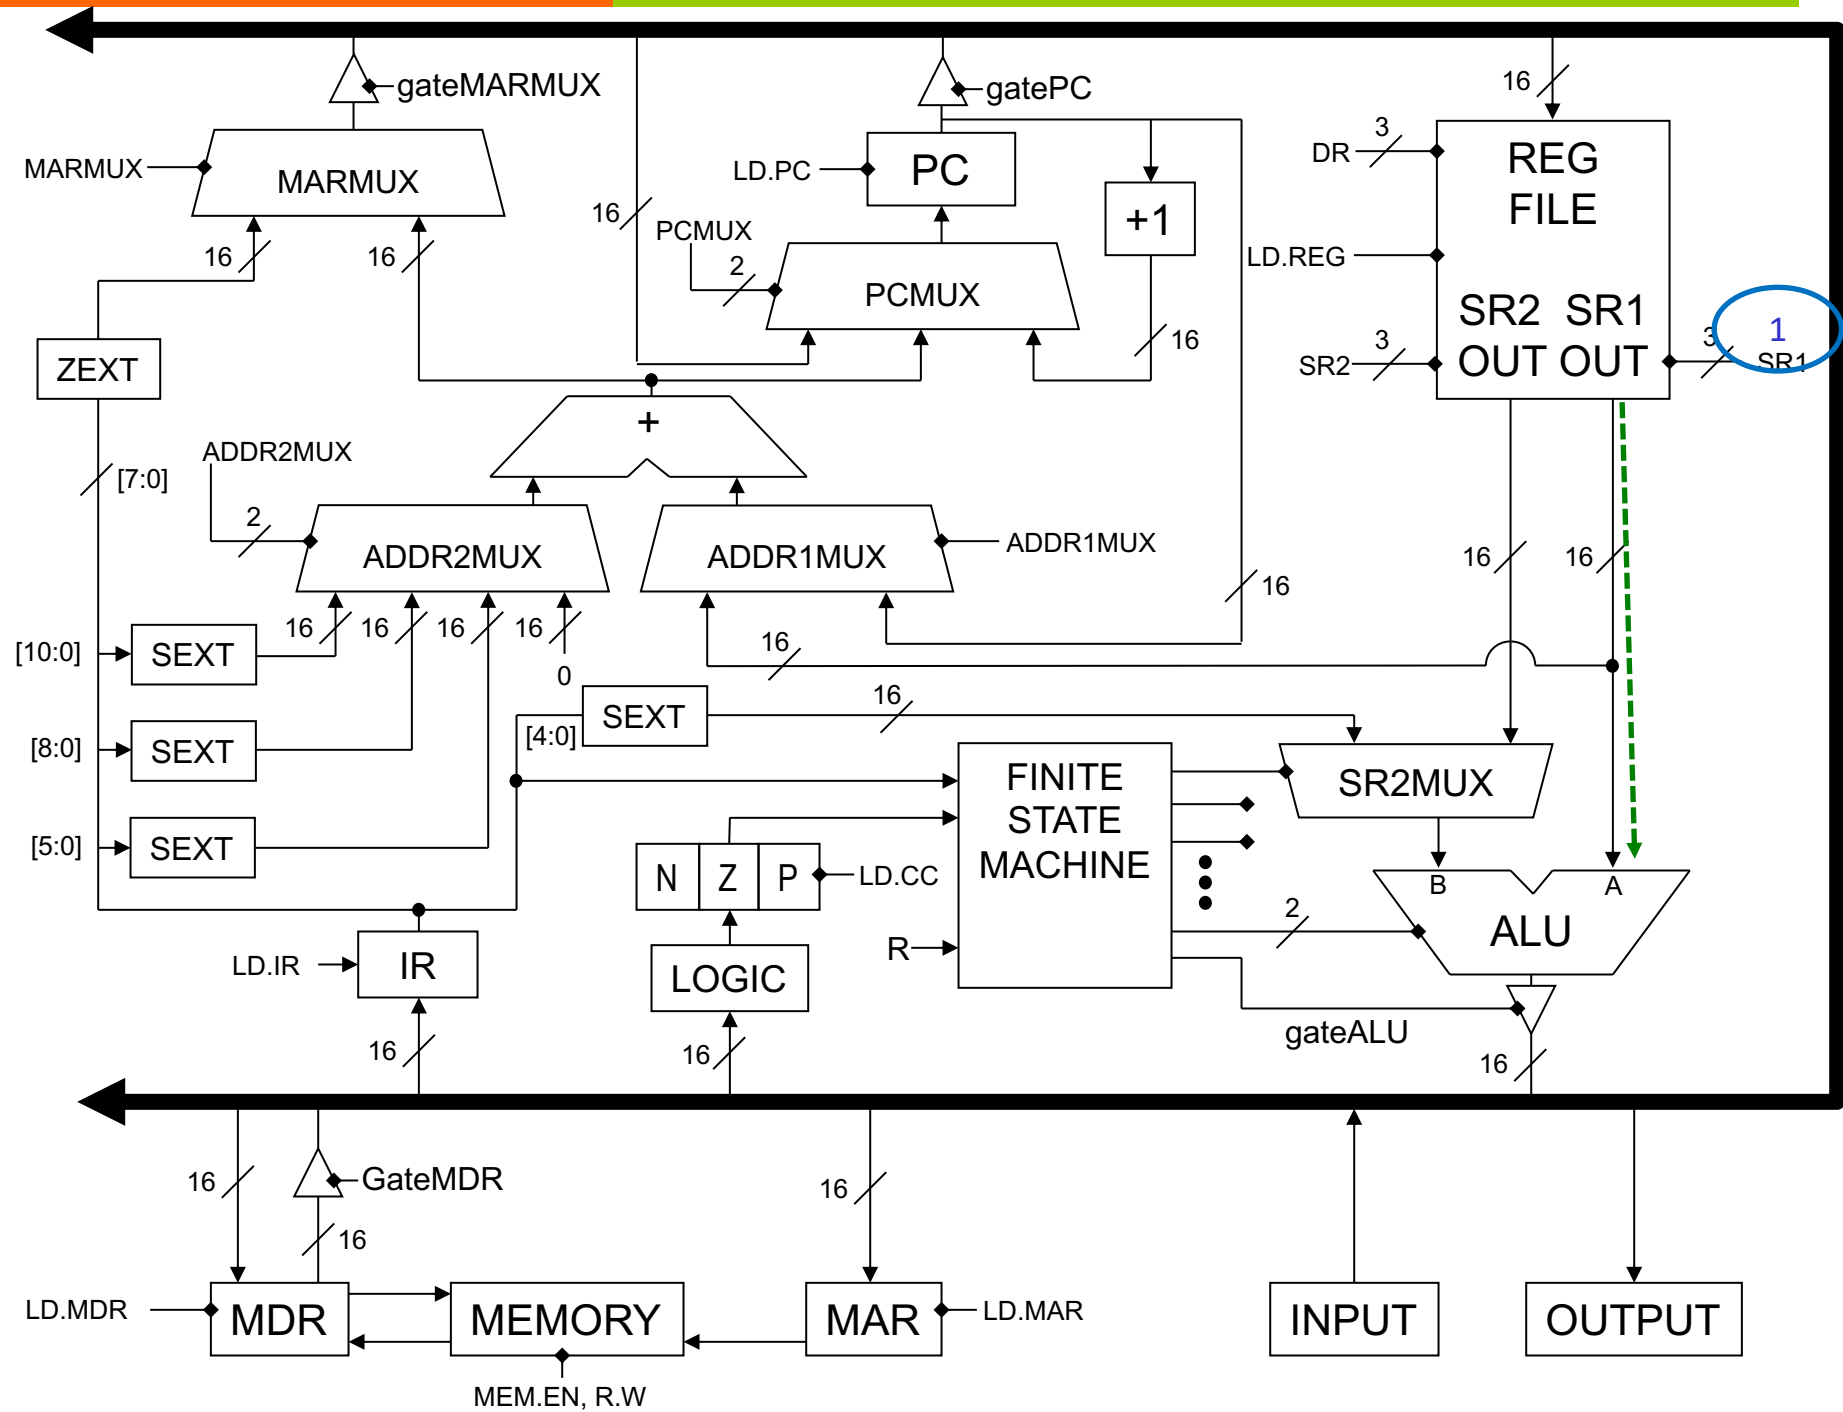 gateMARMUX
gatePC
16
MARMUX
MARMUX
LD.PC
PC
DR
3
REG
FILE
16
16
16
PCMUX
2
PCMUX
+1
16
LD.REG
SR2 SR1
OUT OUT
SR2
3
3
1
SR1
ZEXT
+
[7:0]
ADDR2MUX
2
ADDR2MUX
ADDR1MUX
ADDR1MUX
16
16
16
16
16
16
16
0
16
[10:0]
SEXT
[8:0]
SEXT
[5:0]
SEXT
[4:0]
SEXT
16
FINITE
STATE
MACHINE
SR2MUX
N
Z
P
LD.CC
B
A
ALU
2
R
LD.IR
IR
LOGIC
gateALU
16
16
16
16
GateMDR
16
16
LD.MDR
MDR
MEMORY
MAR
LD.MAR
INPUT
OUTPUT
MEM.EN, R.W